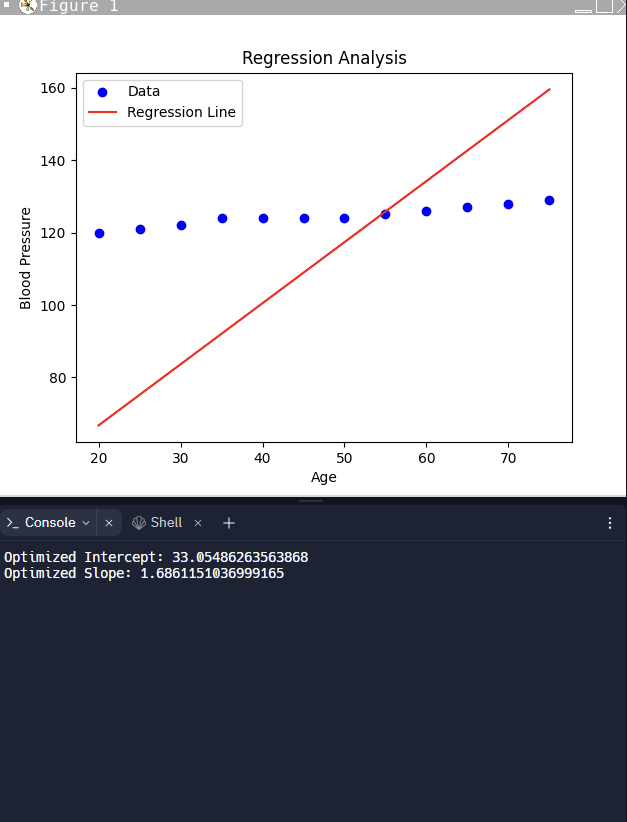 Figure 1
Regression Analysis
Data
Regression Line
160
140
120
100
80
Blood Pressure
20 30 40 50 60 70
Age
>_ Console Shell
Optimized Intercept: 33.05486263563868
Optimized Slope: 1.6861151036999165